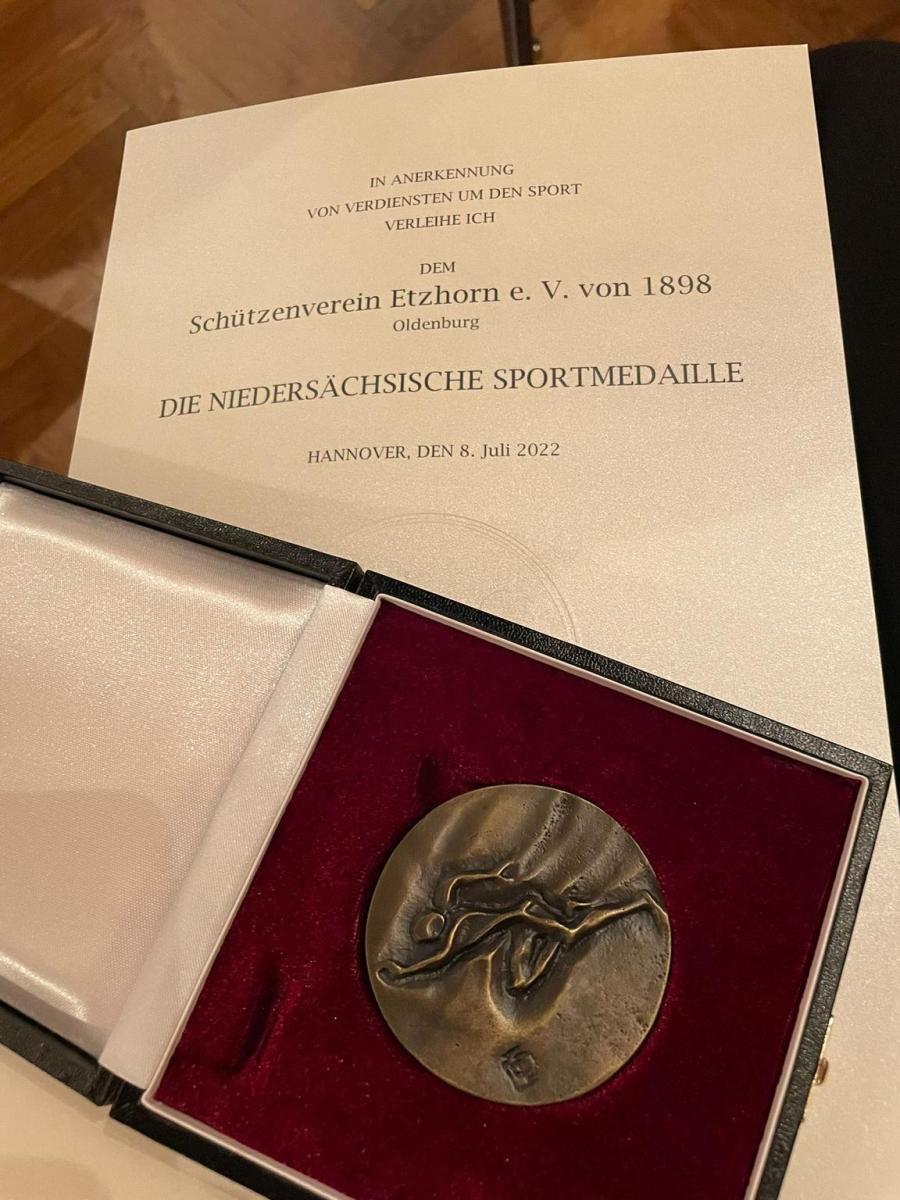 IN ANERKENNUNG
VON VERDIENSTEN UM DEN SPORT
VERLEIHE ICH
DEM
Schützenverein Etzhorn e. V. von 1898
Oldenburg
DIE NIEDERSÄCHSISCHE SPORTMEDAILLE
HANNOVER, DEN 8. Juli 2022